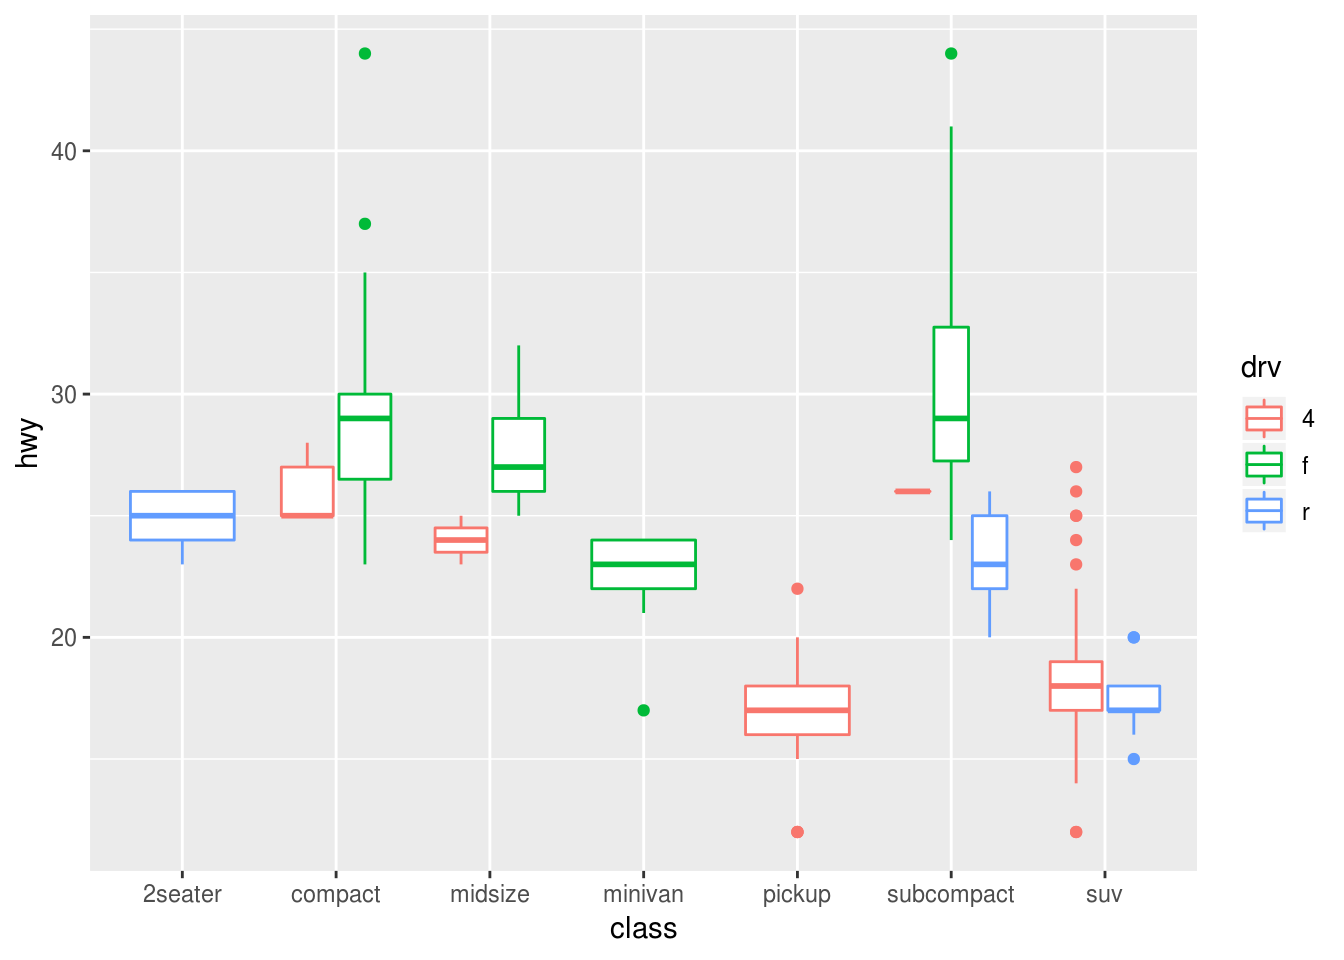 40
30
20
hwy
2seater compact midsize minivan pickup subcompact suv
class
drv
4
f
r